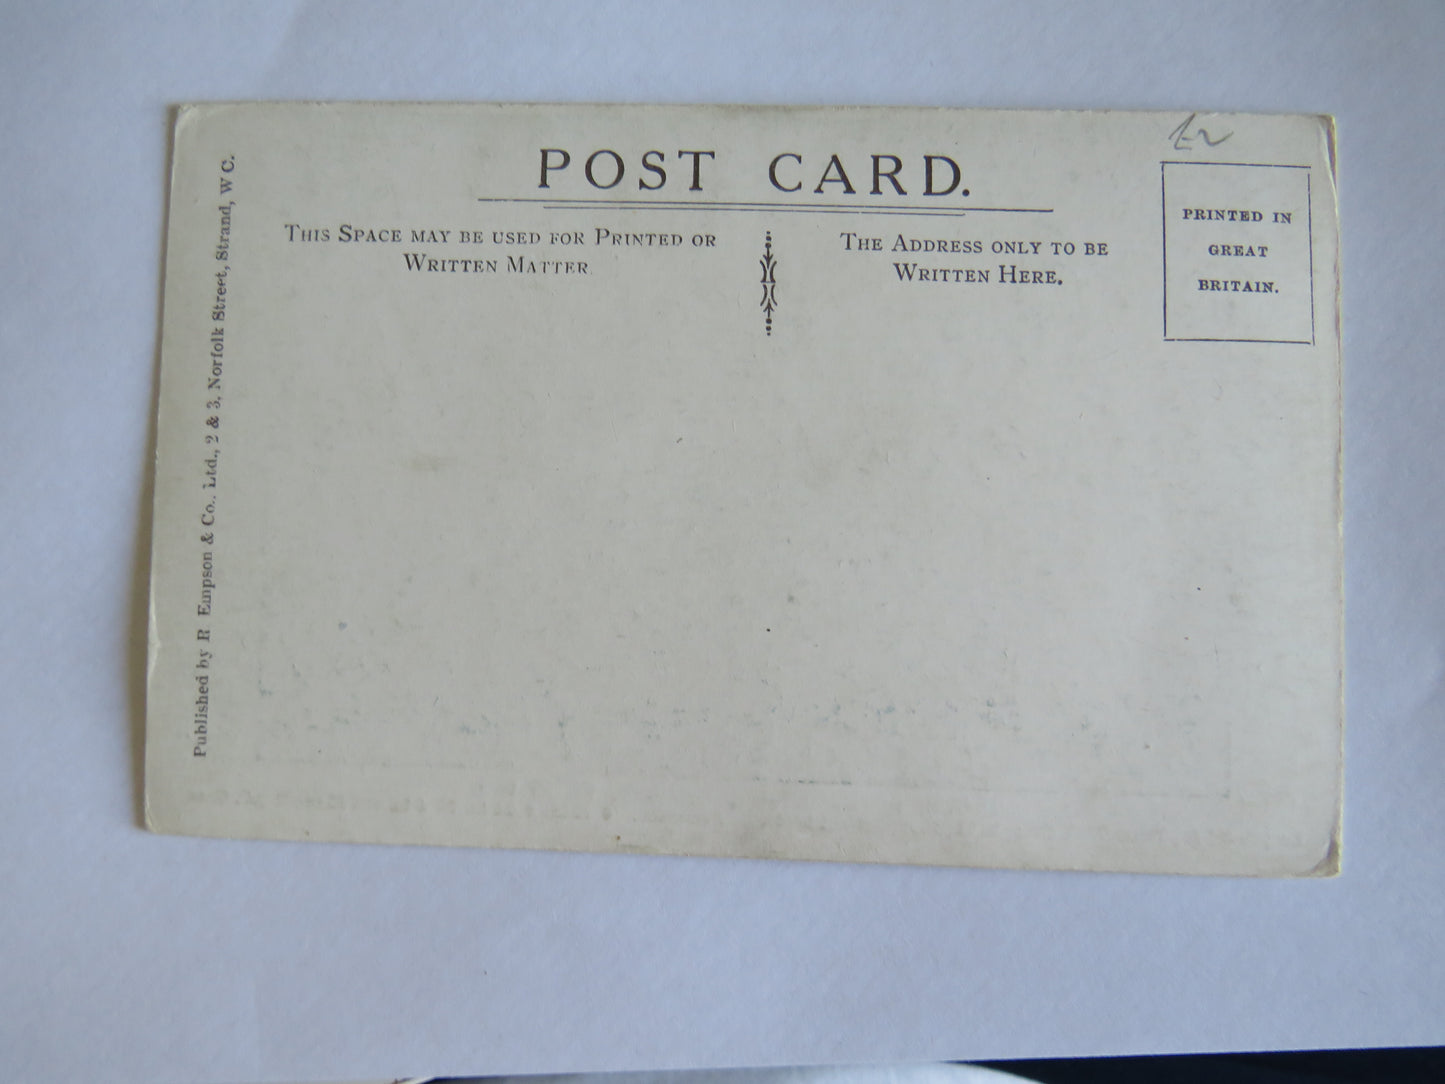 POST CARD.
THIS SPACE MAY BE USED FOR PRINTED OR
WRITTEN MATTER
THE ADDRESS ONLY TO BE
WRITTEN HERE.
PRINTED IN
GREAT
BRITAIN.
Published by R Empson & Co., Ltd., 2 & 3, Norfolk Street, Strand, W C.